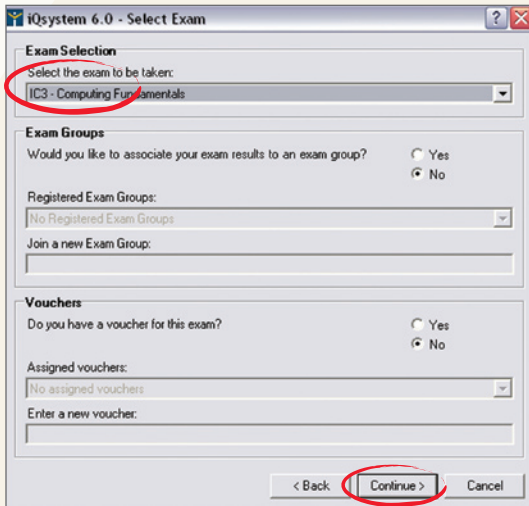 iQsystem 6.0 - Select Exam
Exam Selection
Select the exam to be taken:
IC3 - Computing Fundamentals
Exam Groups
Would you like to associate your exam results to an exam group?
Yes
No
Registered Exam Groups:
No Registered Exam Groups
Join a new Exam Group:
Vouchers
Do you have a voucher for this exam?
Yes
No
Assigned vouchers:
No assigned vouchers
Enter a new voucher:
< Back Continue > Cancel